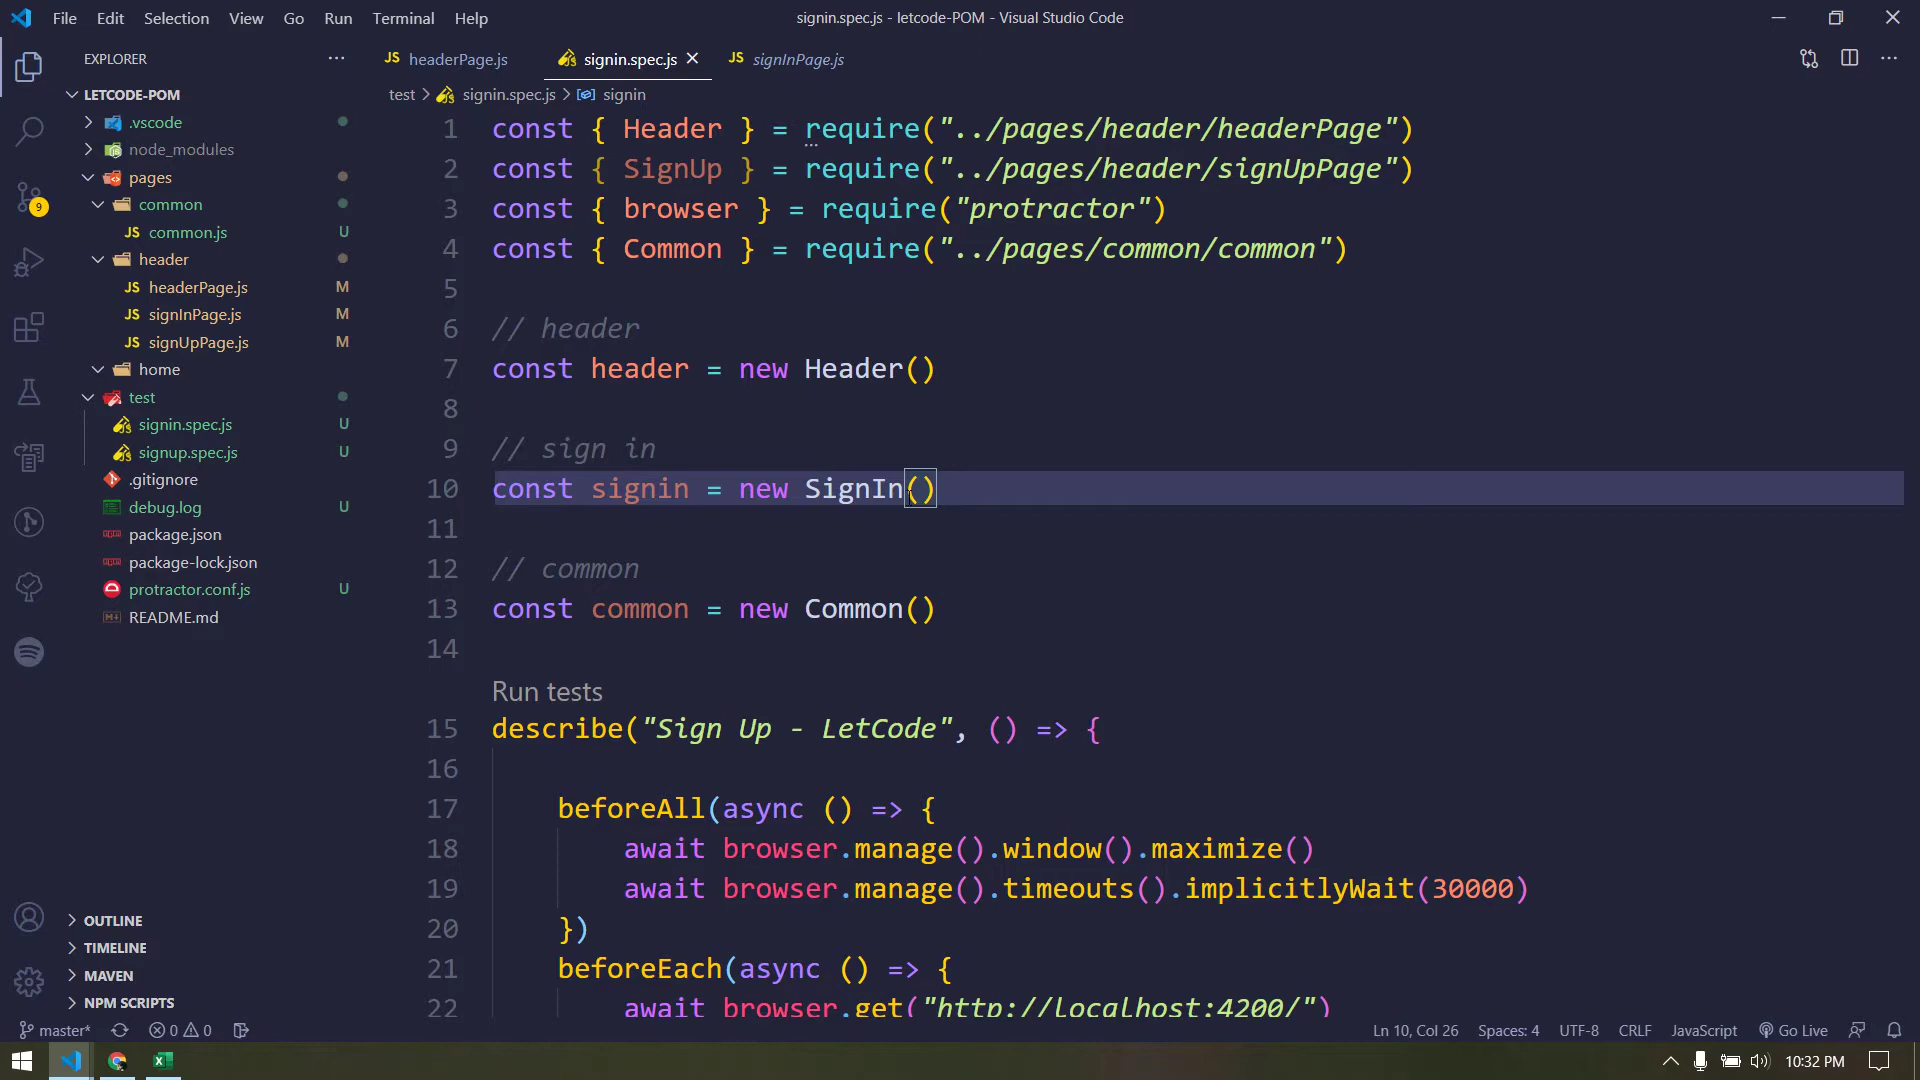 File Edit Selection View Go Run Terminal Help
signin.spec.js - letcode-POM - Visual Studio Code
EXPLORER
LETCODE-POM
.vscode
node_modules
pages
common
JS common.js U
header
JS headerPage.js M
JS signInPage.js M
JS signUpPage.js M
home
test
signin.spec.js U
signup.spec.js U
.gitignore
debug.log U
package.json
package-lock.json
protractor.conf.js U
README.md
OUTLINE
TIMELINE
MAVEN
NPM SCRIPTS
9
JS headerPage.js signin.spec.js JS signInPage.js
test > signin.spec.js > signin
1 const { Header } = require("../pages/header/headerPage")
2 const { SignUp } = require("../pages/header/signUpPage")
3 const { browser } = require("protractor")
4 const { Common } = require("../pages/common/common")
5
6 // header
7 const header = new Header()
8
9 // sign in
10 const signin = new SignIn()
11
12 // common
13 const common = new Common()
14
Run tests
15 describe("Sign Up - LetCode", () => {
16
17 beforeAll(async () => {
18 await browser.manage().window().maximize()
19 await browser.manage().timeouts().implicitlyWait(30000)
20 })
21 beforeEach(async () => {
22 await browser.get("http://localhost:4200/")
master* 0 0
Ln 10, Col 26 Spaces: 4 UTF-8 CRLF JavaScript Go Live
10:32 PM